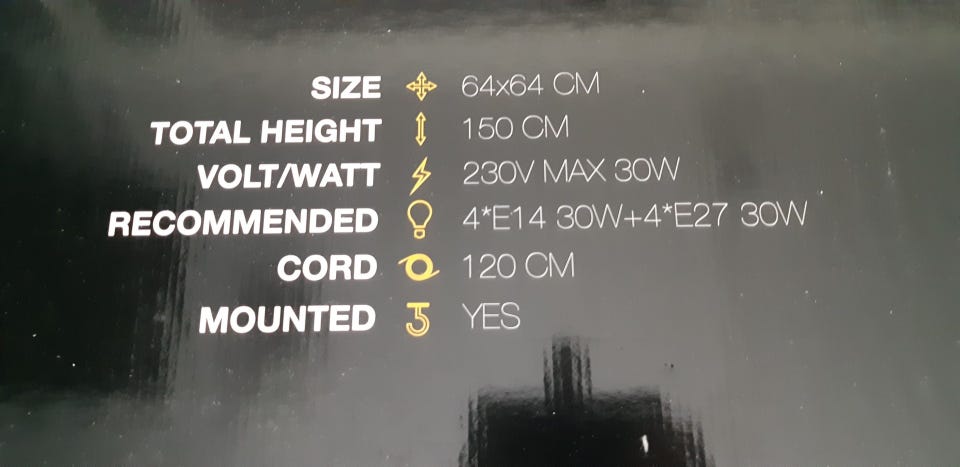 SIZE 64x64 CM
TOTAL HEIGHT 150 CM
VOLT/WATT 230V MAX 30W
RECOMMENDED 4*E14 30W+4*E27 30W
CORD 120 CM
MOUNTED YES